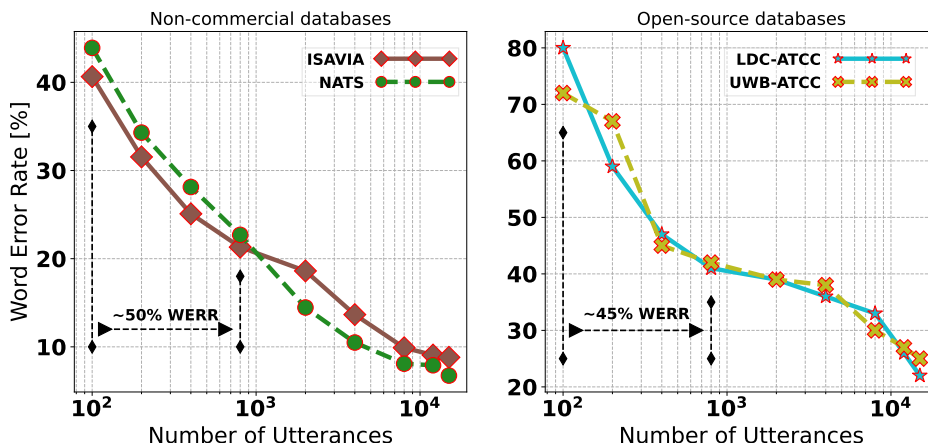 Non-commercial databases
Word Error Rate [%]
40
30
20
10
ISAVIA
NATS
~50% WERR
10²
10³
10⁴
Number of Utterances
Open-source databases
80
70
60
50
40
30
20
LDC-ATCC
UWB-ATCC
~45% WERR
10²
10³
10⁴
Number of Utterances